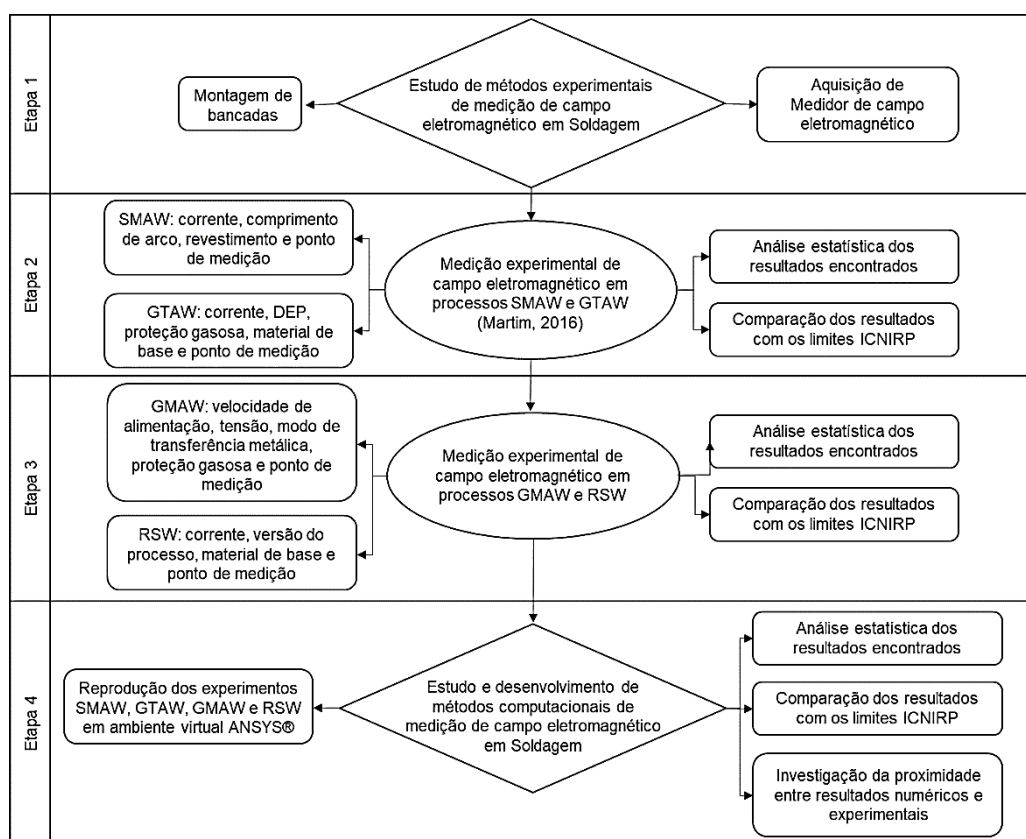 Etapa 1
Montagem de
bancadas
Estudo de métodos experimentais
de medição de campo
eletromagnético em Soldagem
Aquisição de
Medidor de campo
eletromagnético
Etapa 2
SMAW: corrente, comprimento
de arco, revestimento e ponto
de medição
GTAW: corrente, DEP,
proteção gasosa, material de
base e ponto de medição
Medição experimental de
campo eletromagnético em
processos SMAW e GTAW
(Martim, 2016)
Análise estatística dos
resultados encontrados
Comparação dos resultados
com os limites ICNIRP
Etapa 3
GMAW: velocidade de
alimentação, tensão, modo de
transferência metálica,
proteção gasosa e ponto de
medição
RSW: corrente, versão do
processo, material de base e
ponto de medição
Medição experimental de
campo eletromagnético em
processos GMAW e RSW
Análise estatística dos
resultados encontrados
Comparação dos resultados
com os limites ICNIRP
Etapa 4
Reprodução dos experimentos
SMAW, GTAW, GMAW e RSW
em ambiente virtual ANSYS®
Estudo e desenvolvimento de
métodos computacionais de
medição de campo eletromagnético
em Soldagem
Análise estatística dos
resultados encontrados
Comparação dos resultados
com os limites ICNIRP
Investigação da proximidade
entre resultados numéricos e
experimentais